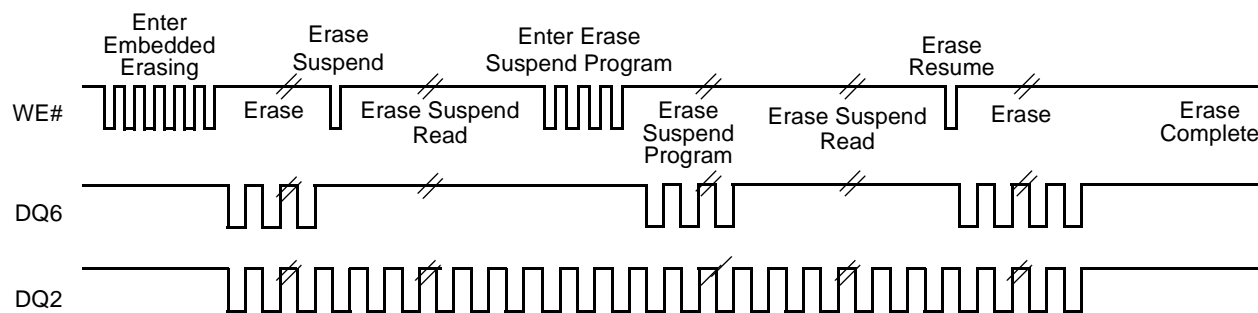 Enter
Embedded
Erasing
Erase
Suspend
Enter Erase
Suspend Program
Erase
Resume
WE#
Erase
Erase Suspend
Read
Erase
Suspend
Program
Erase Suspend
Read
Erase
Erase
Complete
DQ6
DQ2